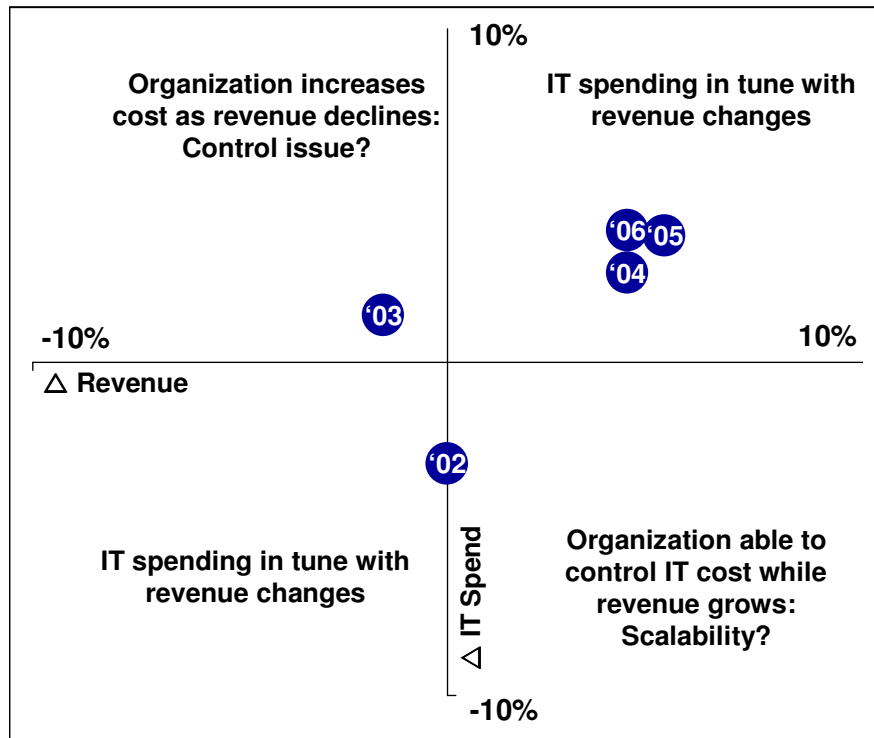 10%
Organization increases
cost as revenue declines:
Control issue?
IT spending in tune with
revenue changes
‘06
‘05
‘04
‘03
-10%
10%
△ Revenue
‘02
IT spending in tune with
revenue changes
△ IT Spend
Organization able to
control IT cost while
revenue grows:
Scalability?
-10%